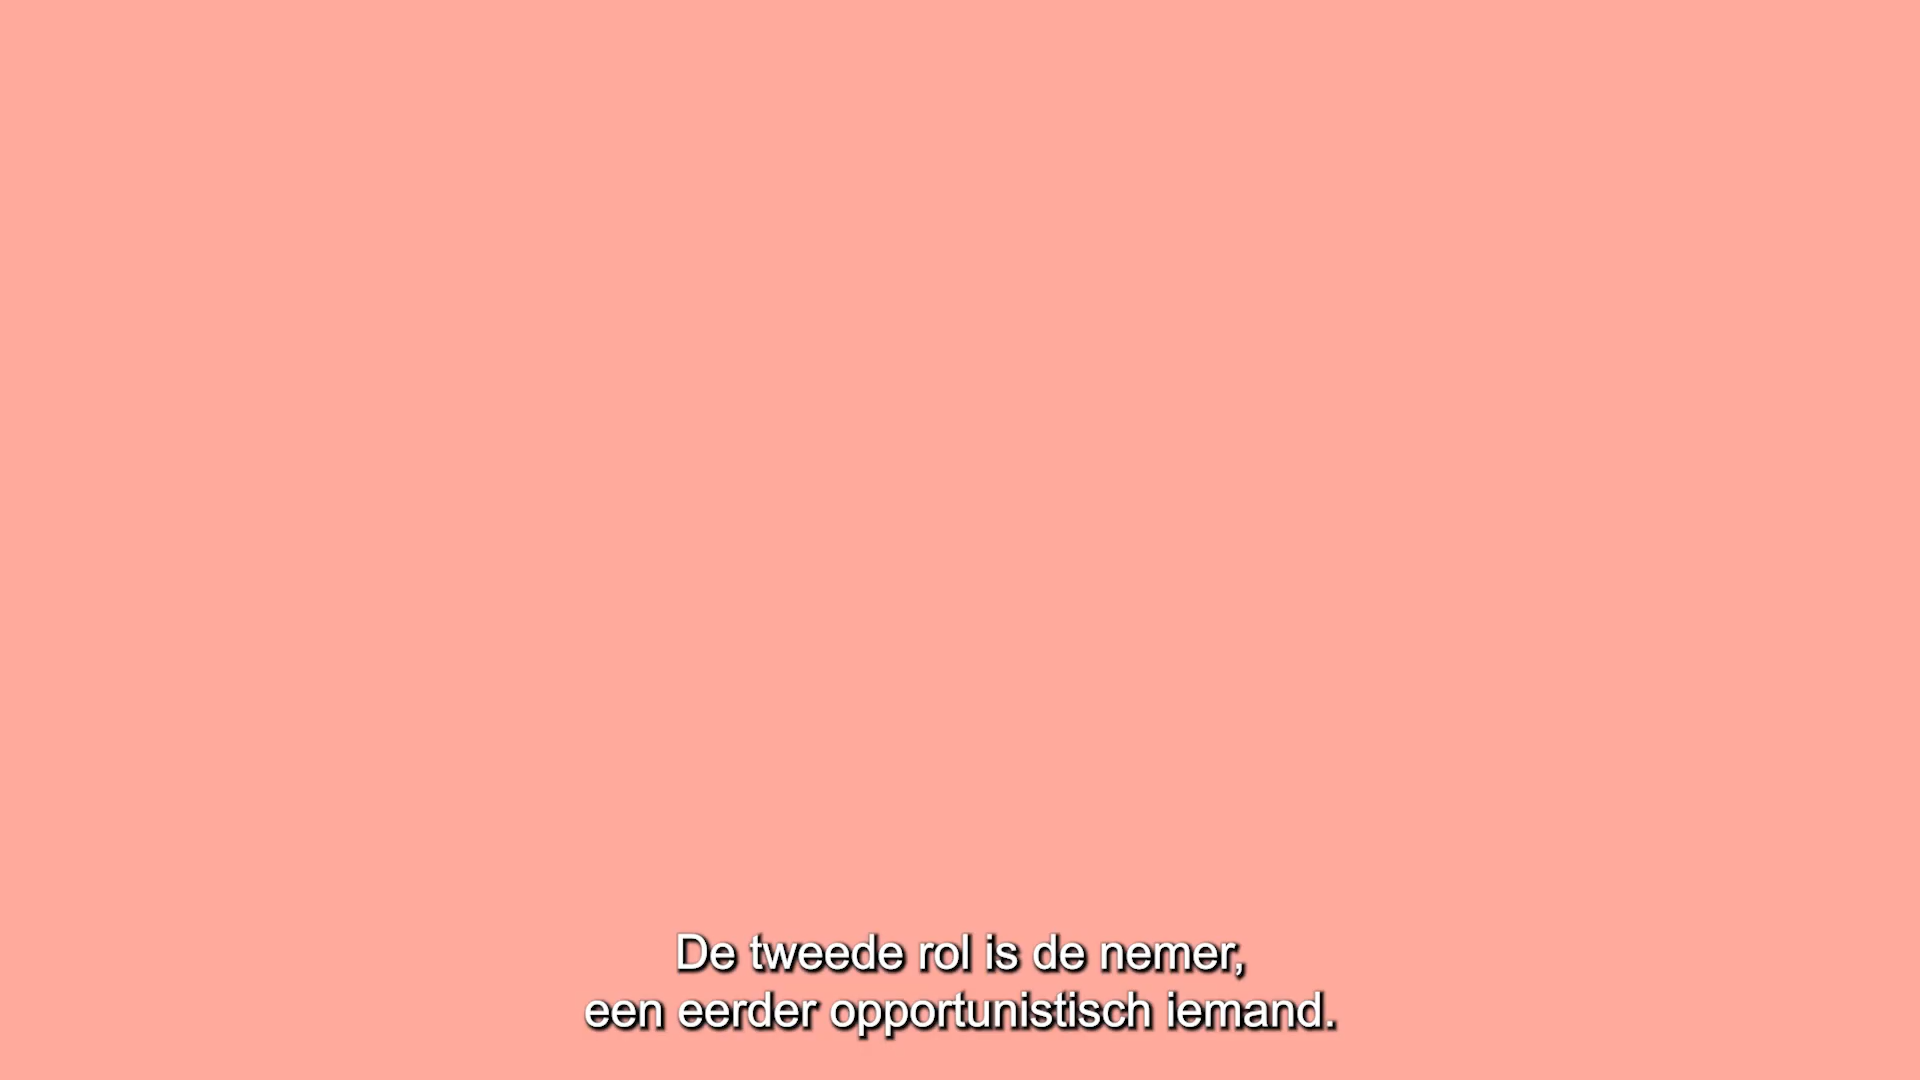 De tweede rol is de nemer,
een eerder opportunistisch iemand.